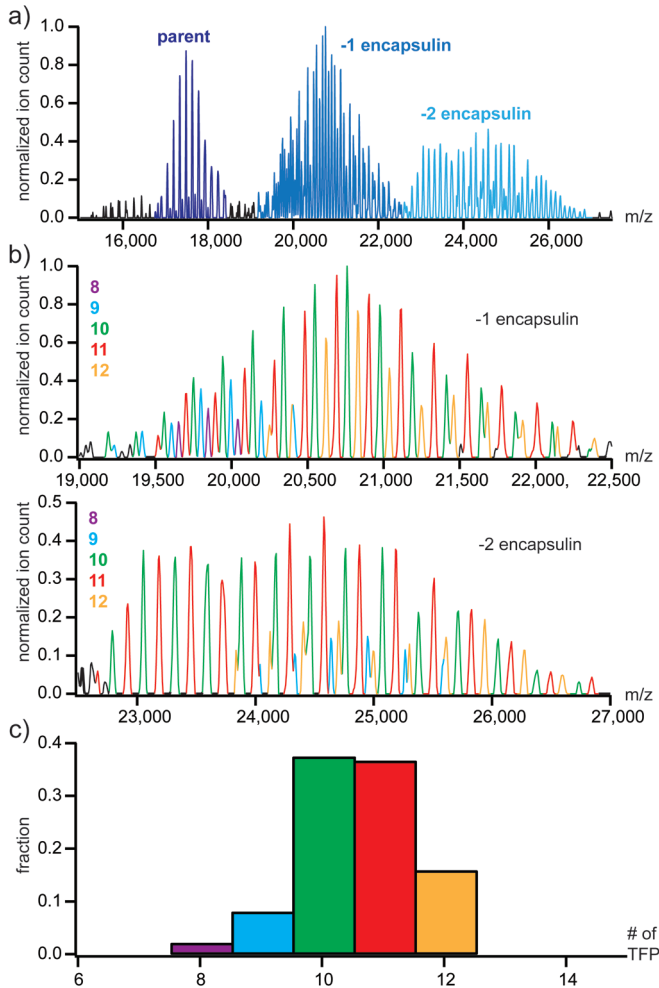 a)
normalized ion count
1.0
0.8
0.6
0.4
0.2
0.0
parent
-1 encapsulin
-2 encapsulin
16,000 18,000 20,000 22,000 24,000 26,000 m/z
b)
normalized ion count
1.0
0.8
0.6
0.4
0.2
0.0
8
9
10
11
12
-1 encapsulin
19,000 19,500 20,000 20,500 21,000 21,500 22,000 22,500 m/z
normalized ion count
0.5
0.4
0.3
0.2
0.1
0.0
8
9
10
11
12
-2 encapsulin
23,000 24,000 25,000 26,000 27,000 m/z
c)
fraction
0.4
0.3
0.2
0.1
0.0
6 8 10 12 14
# of
TFP